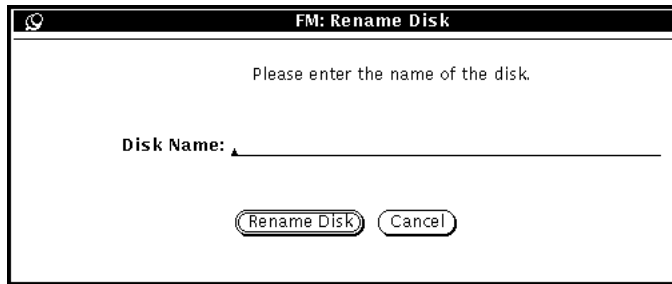 FM: Rename Disk
Please enter the name of the disk.
Disk Name:
Rename Disk Cancel